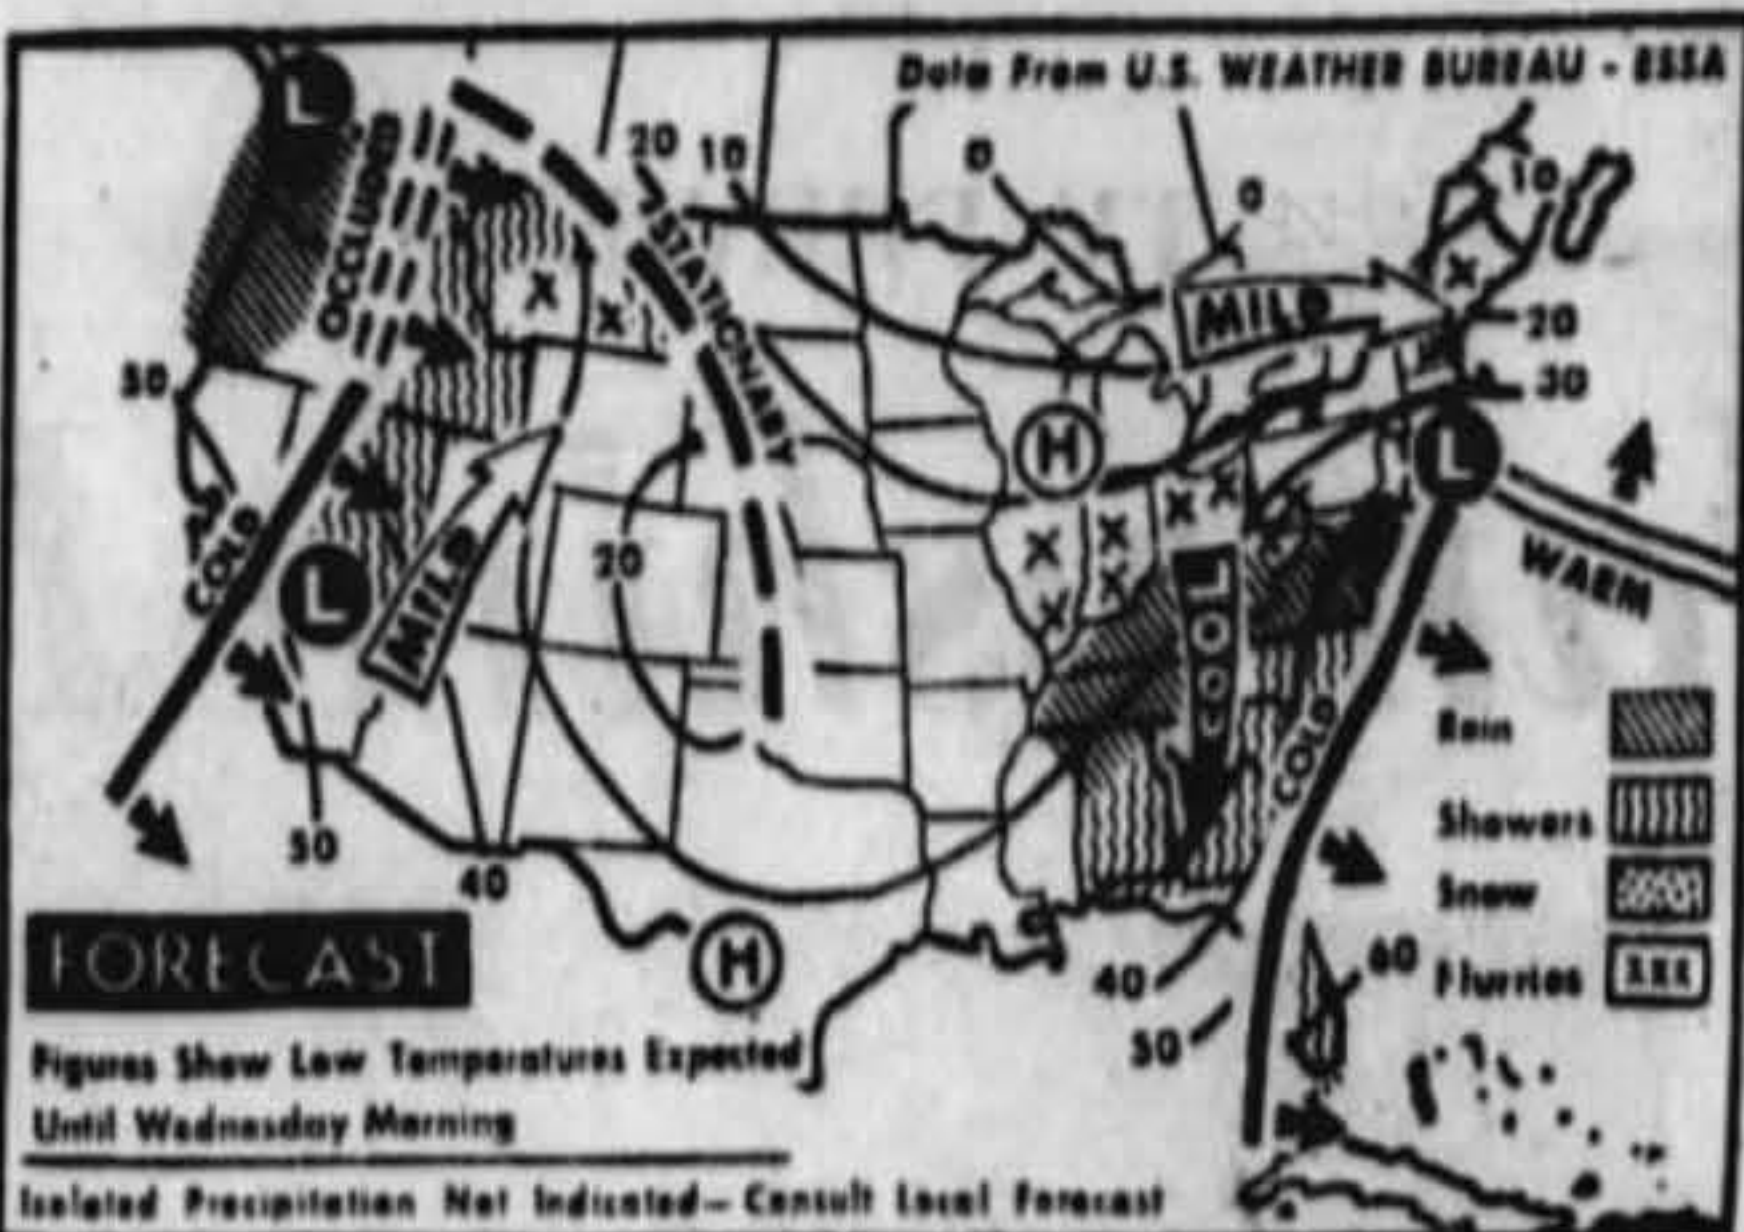 Data From U.S. WEATHER BUREAU - ESSA
L
OCCLUDED
20 10
0
0
10
STATIONARY
MILD
20
30
50
H
L
COLD
MILD
20
L
COOL
WARM
COLD
Rain
Showers
Snow
Flurries
50
40
FORECAST
H
40
50
60
Figures Show Low Temperatures Expected
Until Wednesday Morning
Isolated Precipitation Not Indicated—Consult Local Forecast